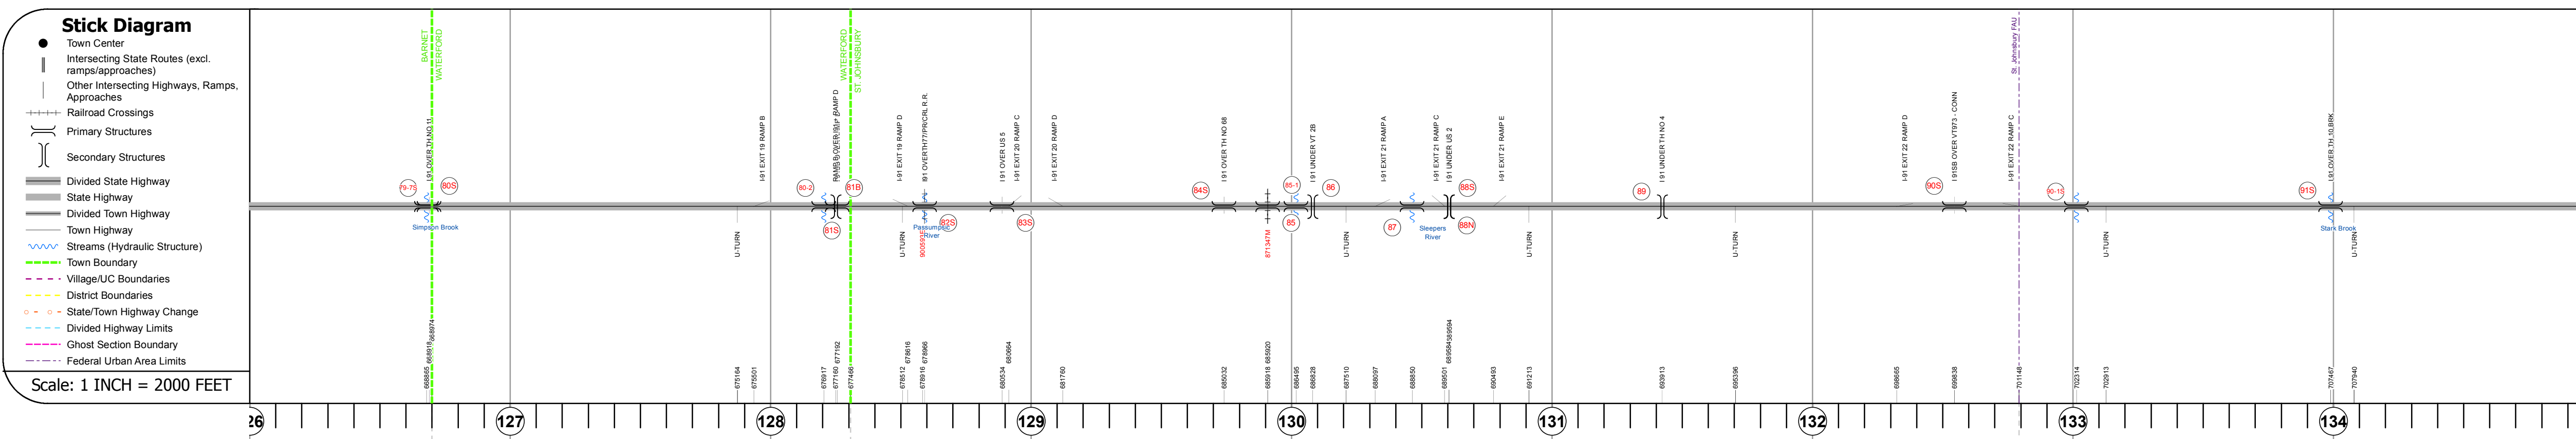 Stick Diagram
Town Center
Intersecting State Routes (excl.
ramps/approaches)
Other Intersecting Highways, Ramps,
Approaches
Railroad Crossings
Primary Structures
Secondary Structures
Divided State Highway
State Highway
Divided Town Highway
Town Highway
Streams (Hydraulic Structure)
Town Boundary
Village/UC Boundaries
District Boundaries
State/Town Highway Change
Divided Highway Limits
Ghost Section Boundary
Federal Urban Area Limits
Scale: 1 INCH = 2000 FEET
BARNET
WATERFORD
WATERFORD
ST. JOHNSBURY
St. Johnsbury FAU
I 91 OVER TH NO 11
I-91 EXIT 19 RAMP B
I-91 EXIT 19 RAMP D
I91 OVERTH77/PR/CRL R.R.
I 91 OVER US 5
I-91 EXIT 20 RAMP C
I-91 EXIT 20 RAMP D
I 91 OVER TH NO 68
I 91 UNDER VT 2B
I-91 EXIT 21 RAMP A
I-91 EXIT 21 RAMP C
I 91 UNDER US 2
I-91 EXIT 21 RAMP E
I 91 UNDER TH NO 4
I-91 EXIT 22 RAMP D
I 91SB OVER VT973 - CONN
I-91 EXIT 22 RAMP C
I 91 OVER TH 10,BRK
79-7S
80S
80-2
81B
81S
82S
83S
84S
85-1
85
86
87
88S
88N
89
90S
90-1S
91S
Simpson Brook
Passumpsic
River
Sleepers
River
Stark Brook
U-TURN
U-TURN
900591F
871347M
U-TURN
U-TURN
U-TURN
U-TURN
U-TURN
668865
668918
668974
675164
675501
676917
677160
677192
677466
678512
678616
678916
678966
680534
680664
681760
685032
685918
685920
686495
686828
687510
688097
688850
689501
689584
689594
690493
691213
693913
695396
698665
699838
701148
702314
702913
707467
707940
26
127
128
129
130
131
132
133
134